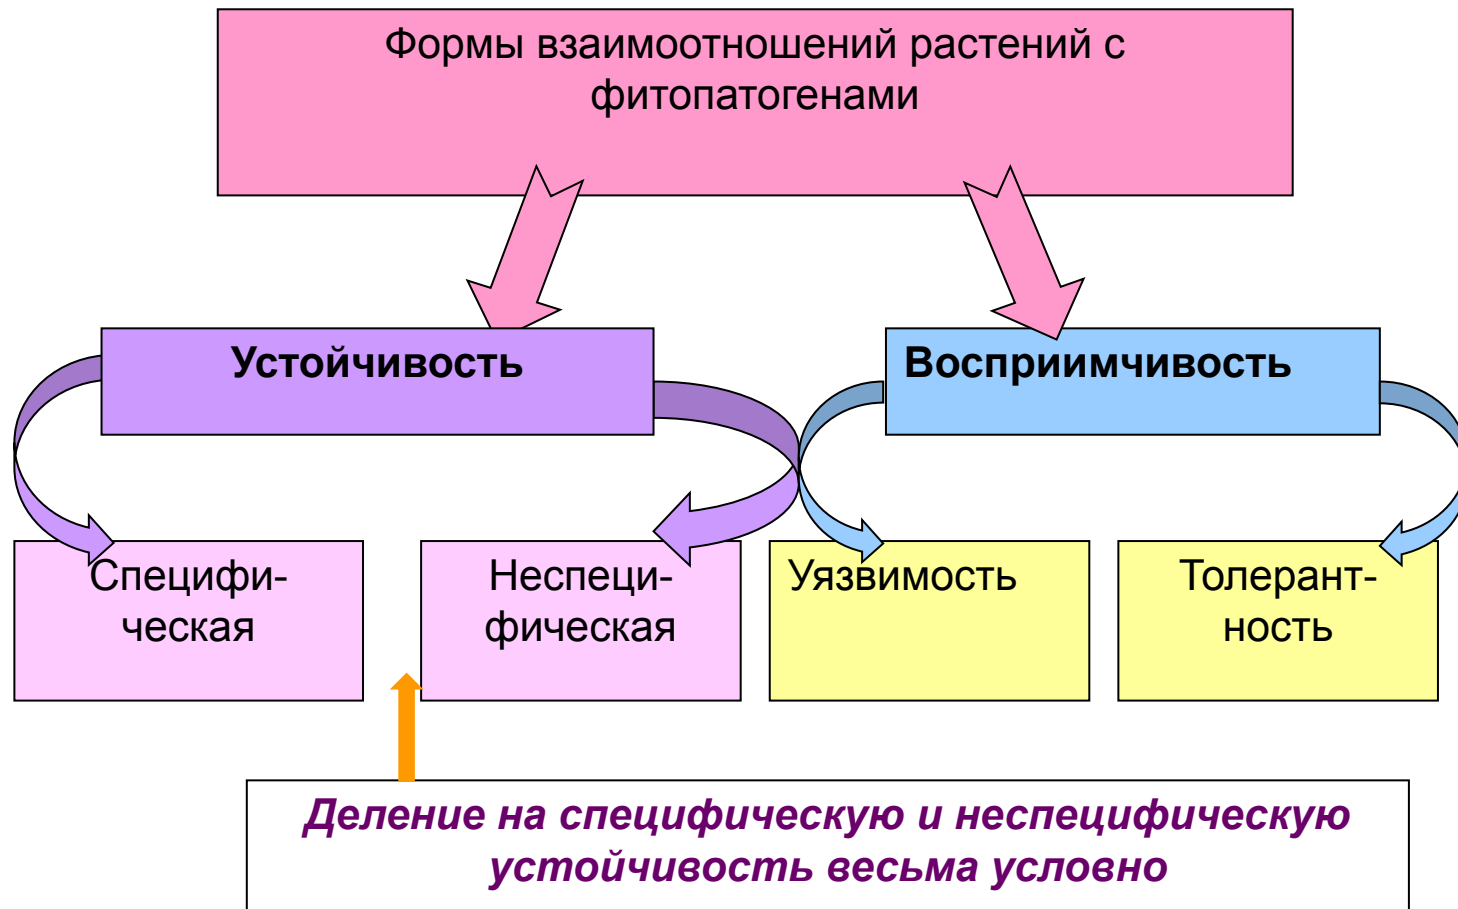 Формы взаимоотношений растений с
фитопатогенами
Устойчивость
Восприимчивость
Специфи-
ческая
Неспеци-
фическая
Уязвимость
Толерант-
ность
Деление на специфическую и неспецифическую
устойчивость весьма условно